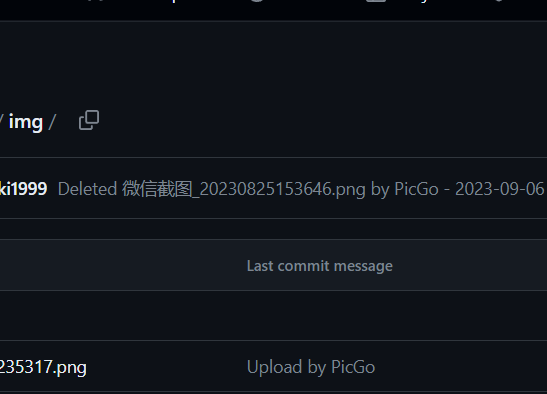 / img /
ki1999 Deleted 微信截图_20230825153646.png by PicGo - 2023-09-06
Last commit message
235317.png Upload by PicGo